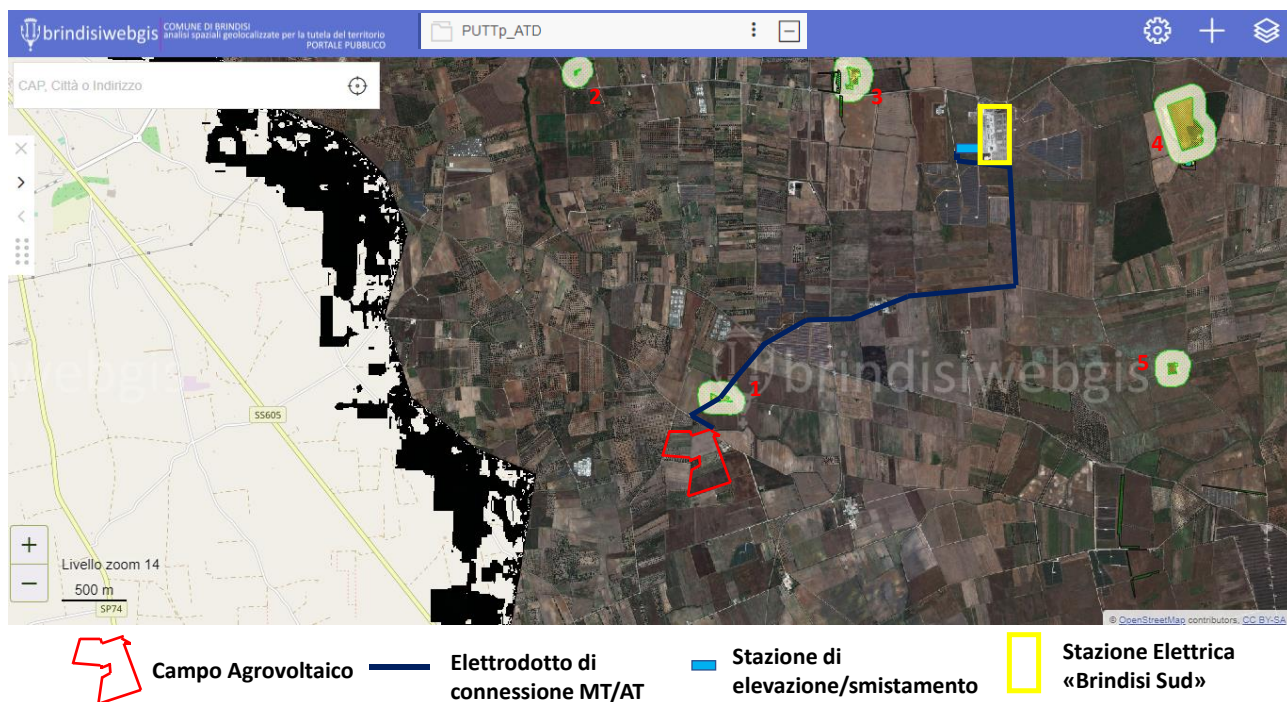 brindisiwebgis
COMUNE DI BRINDISI
analisi spaziali geolocalizzate per la tutela del territorio
PORTALE PUBBLICO
PUTTp_ATD
CAP, Città o Indirizzo
2
3
4
5
1
brindisiwebgis
webgis
SS605
Livello zoom 14
500 m
SP74
© OpenStreetMap contributors, CC BY-SA
Campo Agrovoltaico
Elettrodotto di
connessione MT/AT
Stazione di
elevazione/smistamento
Stazione Elettrica
«Brindisi Sud»